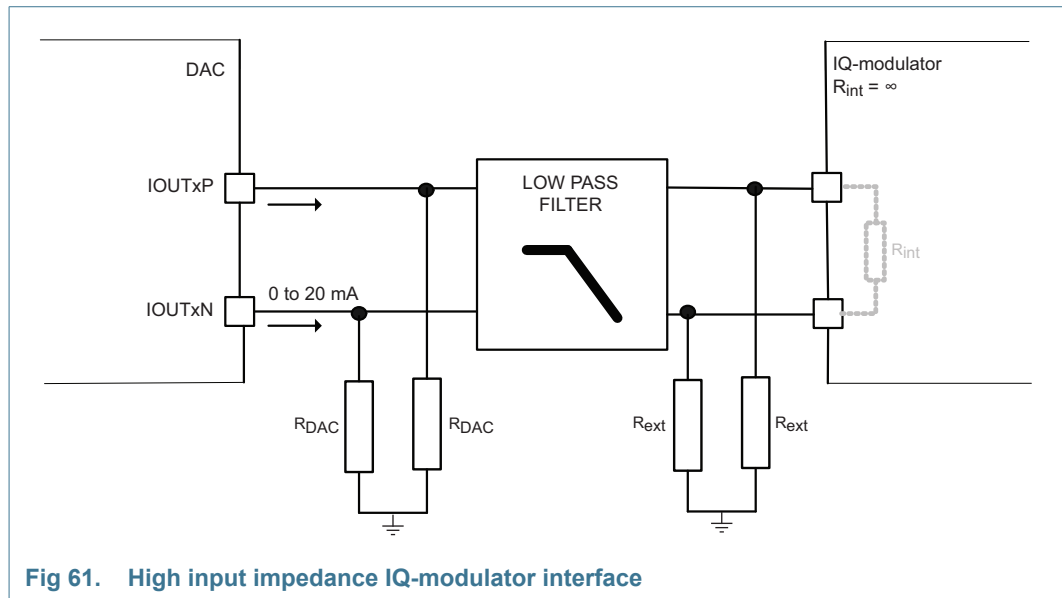 DAC
IQ-modulator
Rint = ∞
IOUTxP
LOW PASS
FILTER
Rint
0 to 20 mA
IOUTxN
RDAC
RDAC
Rext
Rext
Fig 61. High input impedance IQ-modulator interface